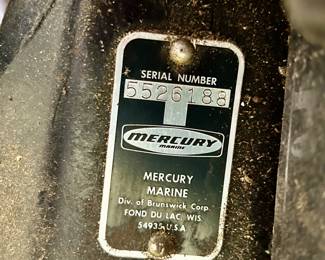 SERIAL NUMBER
5526188
MERCURY
MARINE
MERCURY
MARINE
Div. of Brunswick Corp.
FOND DU LAC, WIS.
54935 U.S.A